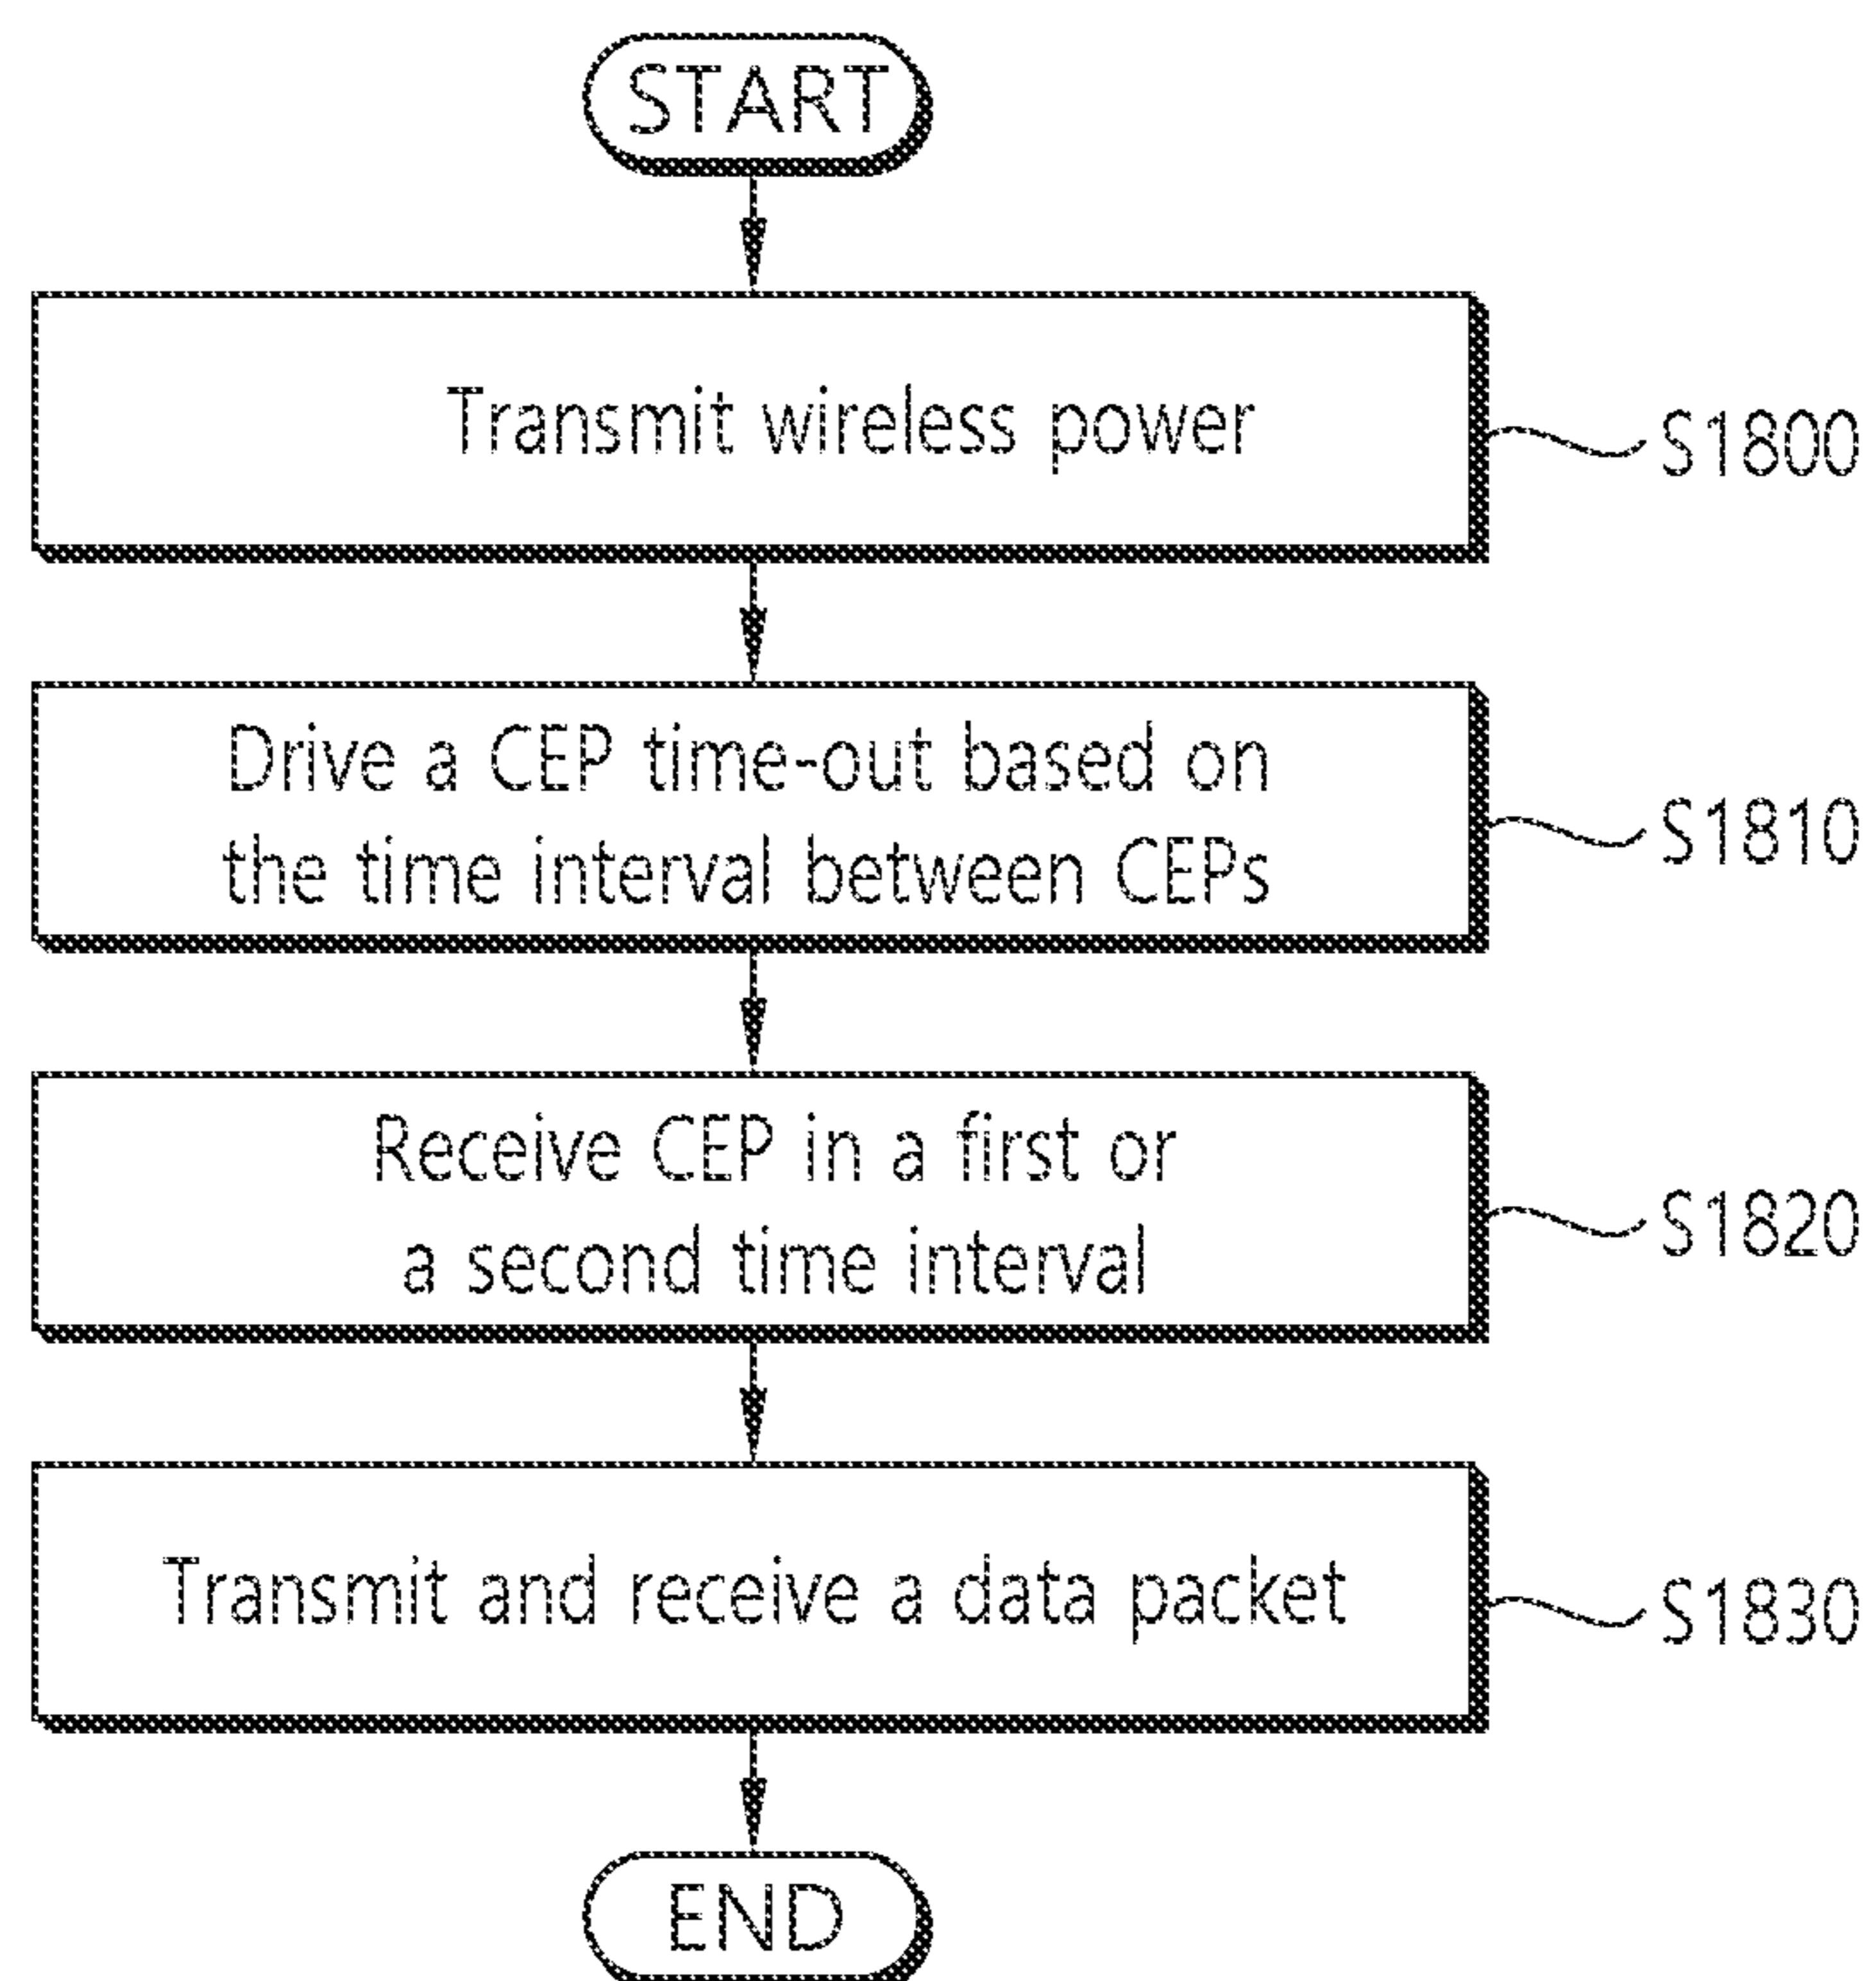 START
Transmit wireless power
S1800
Drive a CEP time-out based on
the time interval between CEPs
S1810
Receive CEP in a first or
a second time interval
S1820
Transmit and receive a data packet
S1830
END